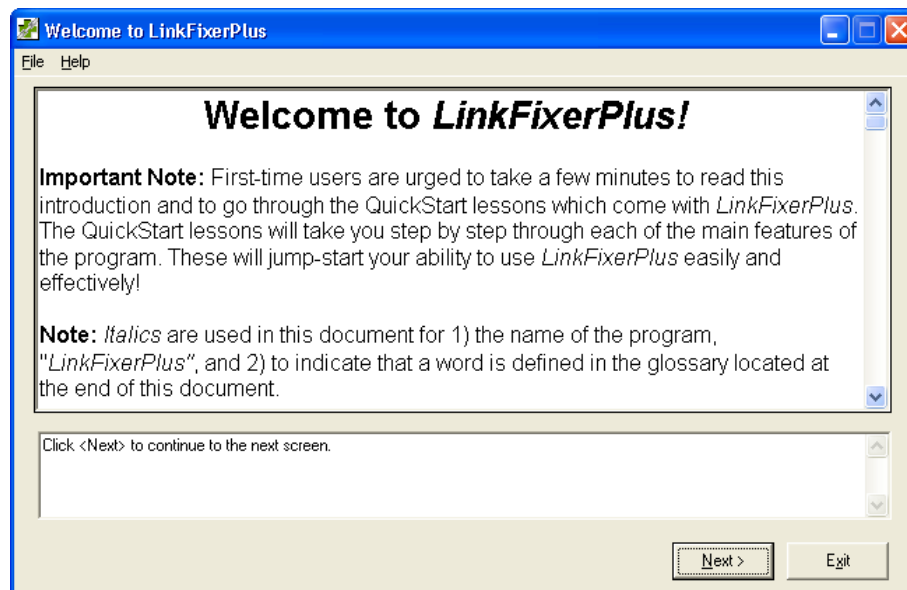 Welcome to LinkFixerPlus
File Help
Welcome to LinkFixerPlus!
Important Note: First-time users are urged to take a few minutes to read this
introduction and to go through the QuickStart lessons which come with LinkFixerPlus.
The QuickStart lessons will take you step by step through each of the main features of
the program. These will jump-start your ability to use LinkFixerPlus easily and
effectively!
Note: Italics are used in this document for 1) the name of the program,
"LinkFixerPlus", and 2) to indicate that a word is defined in the glossary located at
the end of this document.
Click <Next> to continue to the next screen.
Next > Exit